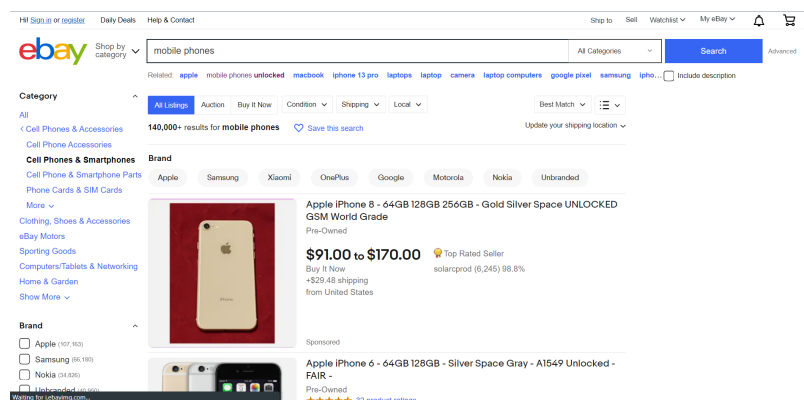 Hi! Sign in or register Daily Deals Help & Contact Ship to Sell Watchlist My eBay
ebay Shop by category mobile phones All Categories Search Advanced
Related: apple mobile phones unlocked macbook iphone 13 pro laptops laptop camera laptop computers google pixel samsung ipho... Include description
Category
All
Cell Phones & Accessories
Cell Phone Accessories
Cell Phones & Smartphones
Cell Phone & Smartphone Parts
Phone Cards & SIM Cards
More
Clothing, Shoes & Accessories
eBay Motors
Sporting Goods
Computers/Tablets & Networking
Home & Garden
Show More
Brand
Apple (107,163)
Samsung (66,180)
Nokia (34,826)
Unbranded
Waiting for i.ebayimg.com...
All Listings Auction Buy It Now Condition Shipping Local Best Match
140,000+ results for mobile phones Save this search Update your shipping location
Brand
Apple Samsung Xiaomi OnePlus Google Motorola Nokia Unbranded
Apple iPhone 8 - 64GB 128GB 256GB - Gold Silver Space UNLOCKED
GSM World Grade
Pre-Owned
$91.00 to $170.00 Top Rated Seller
Buy It Now solarcprod (6,245) 98.8%
+$29.48 shipping
from United States
Sponsored
Apple iPhone 6 - 64GB 128GB - Silver Space Gray - A1549 Unlocked -
FAIR -
Pre-Owned
product ratings